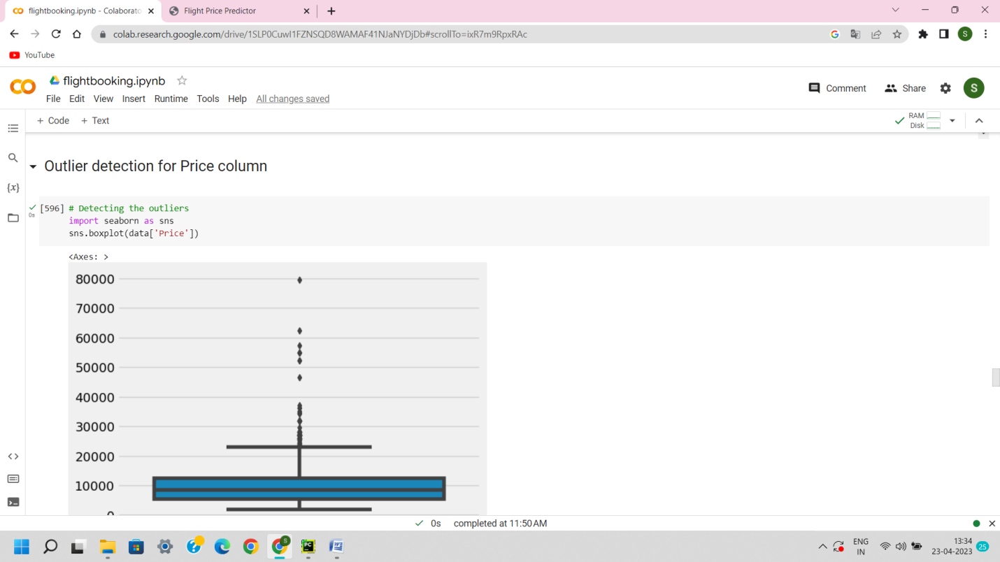 flightbooking.ipynb - Colaborato
Flight Price Predictor
colab.research.google.com/drive/1SLP0CuwI1FZNSQD8WAMAF41NJaNYDjDb#scrollTo=ixR7m9RpxRAc
S
YouTube
flightbooking.ipynb
Comment
Share
S
File Edit View Insert Runtime Tools Help All changes saved
+ Code + Text
RAM
Disk
Outlier detection for Price column
{x}
[596] # Detecting the outliers
0s
import seaborn as sns
sns.boxplot(data['Price'])
<Axes: >
80000
70000
60000
50000
40000
30000
20000
10000
0
0s completed at 11:50 AM
S
PC
W
ENG
IN
13:34
23-04-2023
25